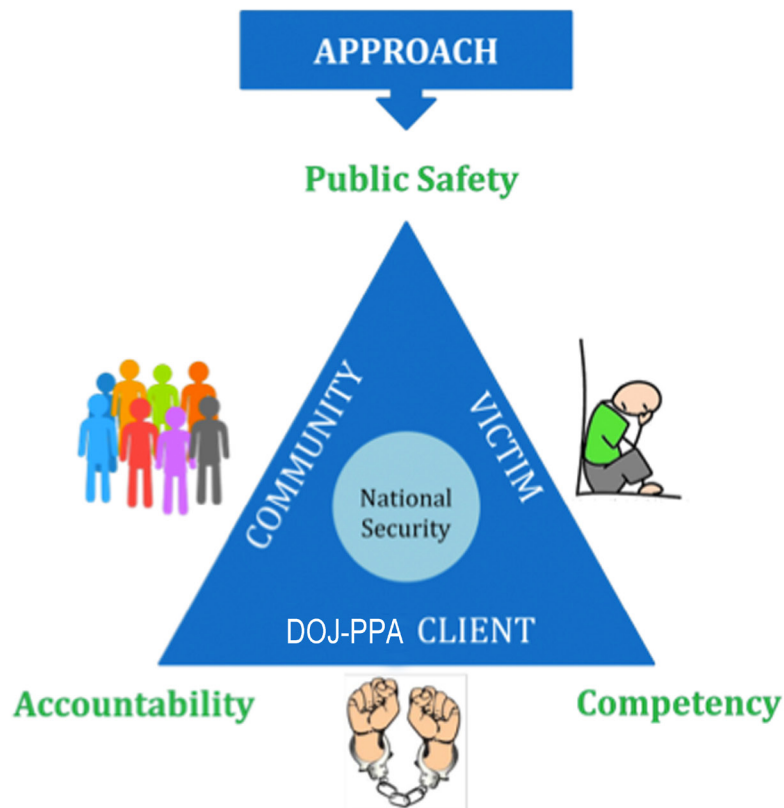 APPROACH
Public Safety
COMMUNITY
VICTIM
National
Security
DOJ-PPA CLIENT
Accountability
Competency